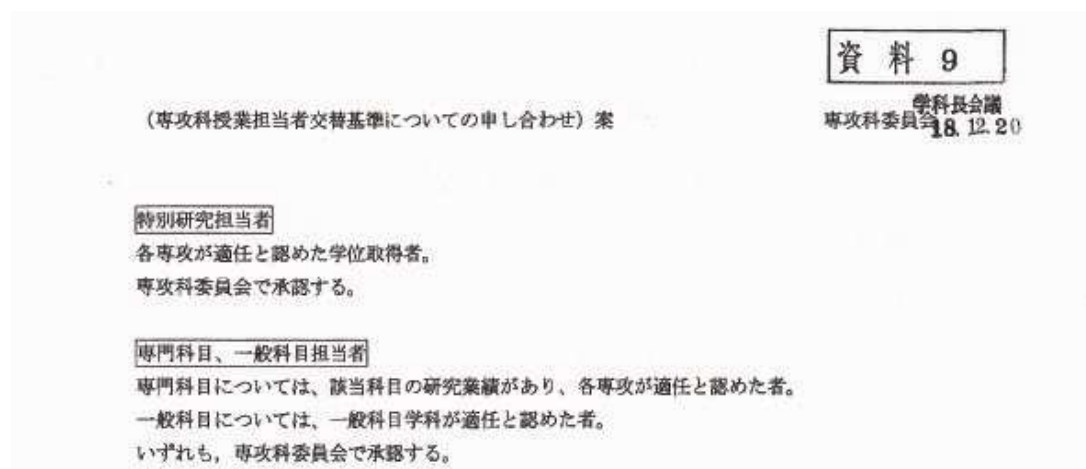 資料 9
学科長会議
(専攻科授業担当者交替基準についての申し合わせ)案
専攻科委員会
18.12.20
特別研究担当者
各専攻が適任と認めた学位取得者。
専攻科委員会で承認する。
専門科目、一般科目担当者
専門科目については、該当科目の研究業績があり、各専攻が適任と認めた者。
一般科目については、一般科目学科が適任と認めた者。
いずれも,専攻科委員会で承認する。